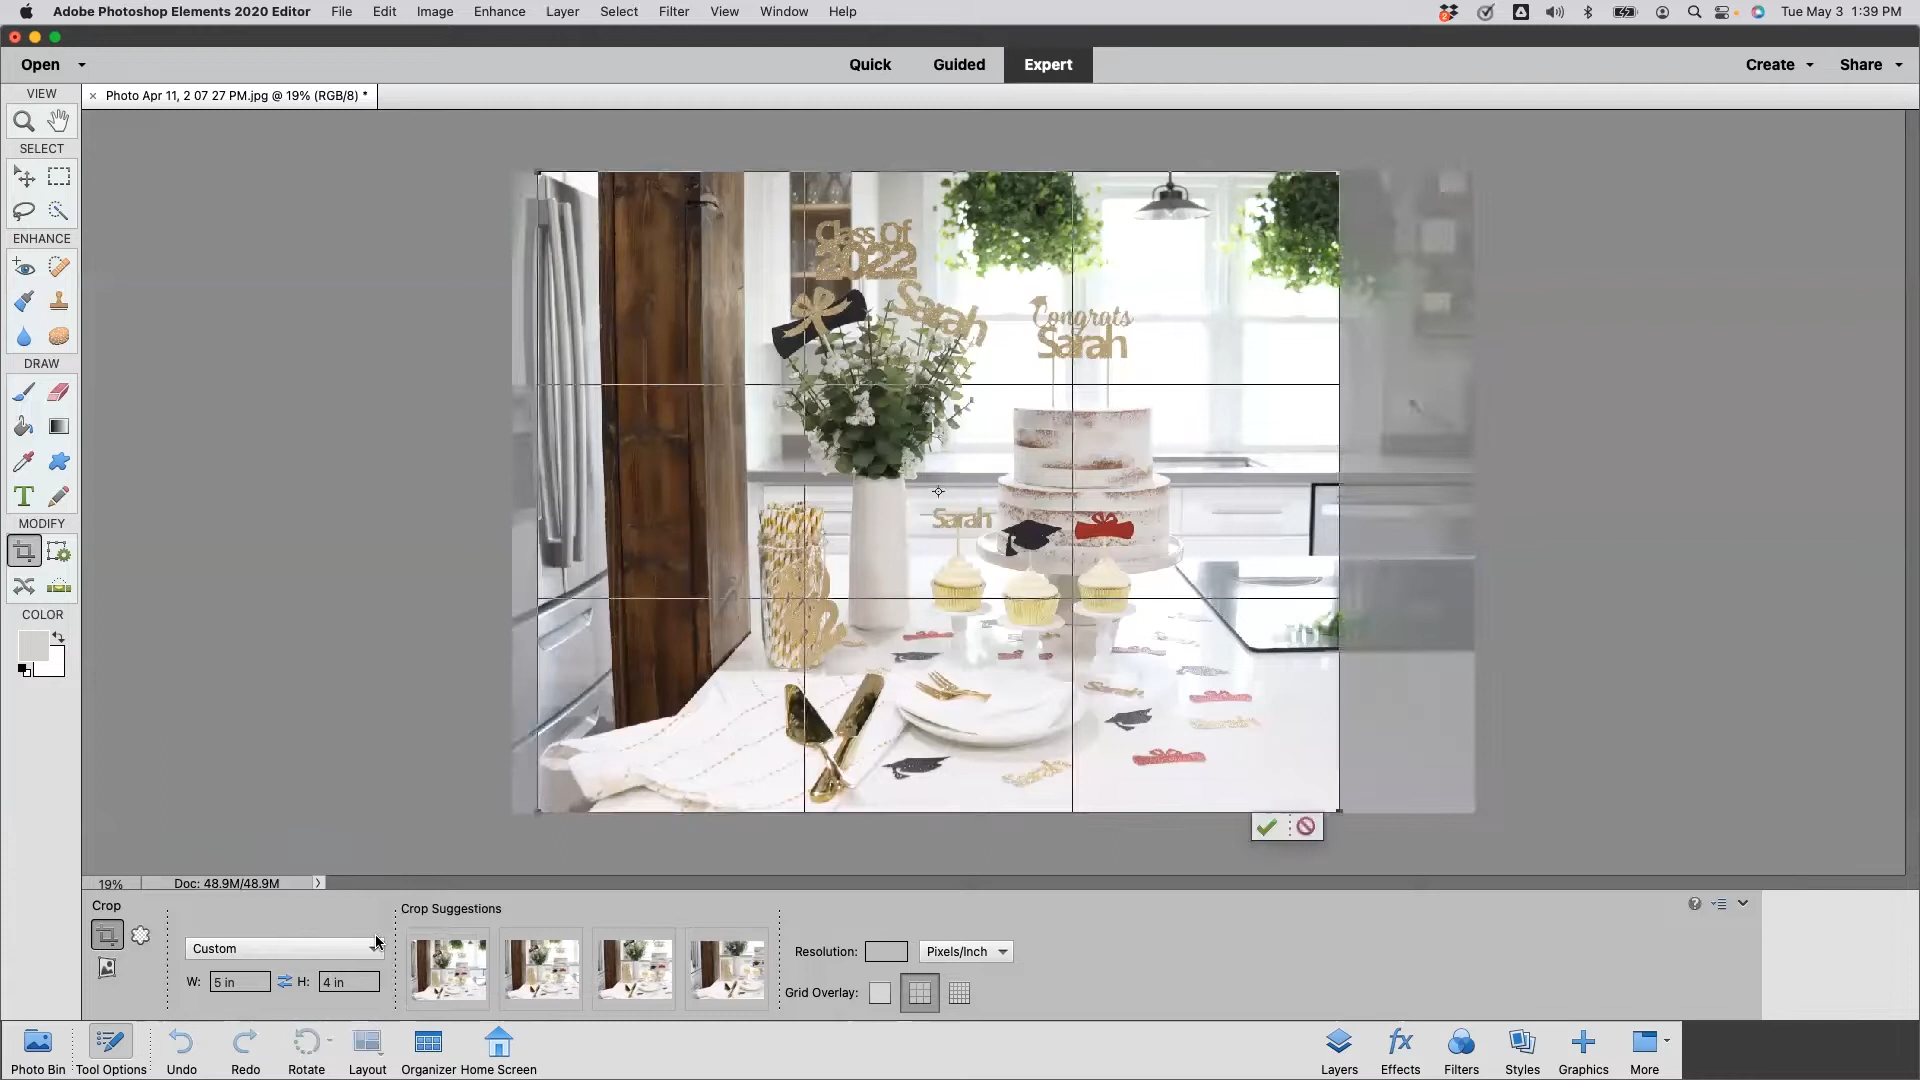 Adobe Photoshop Elements 2020 Editor File Edit Image Enhance Layer Select Filter View Window Help
2
Tue May 3 1:39 PM
Open
Quick Guided Expert
Create Share
VIEW
× Photo Apr 11, 2 07 27 PM.jpg @ 19% (RGB/8) *
SELECT
ENHANCE
DRAW
T
MODIFY
COLOR
Class Of
2022
Sarah
Congrats
Sarah
Sarah
19% Doc: 48.9M/48.9M
Crop
Crop Suggestions
Custom
W: 5 in H: 4 in
Resolution: Pixels/Inch
Grid Overlay:
fx
Photo Bin Tool Options Undo Redo Rotate Layout Organizer Home Screen Layers Effects Filters Styles Graphics More